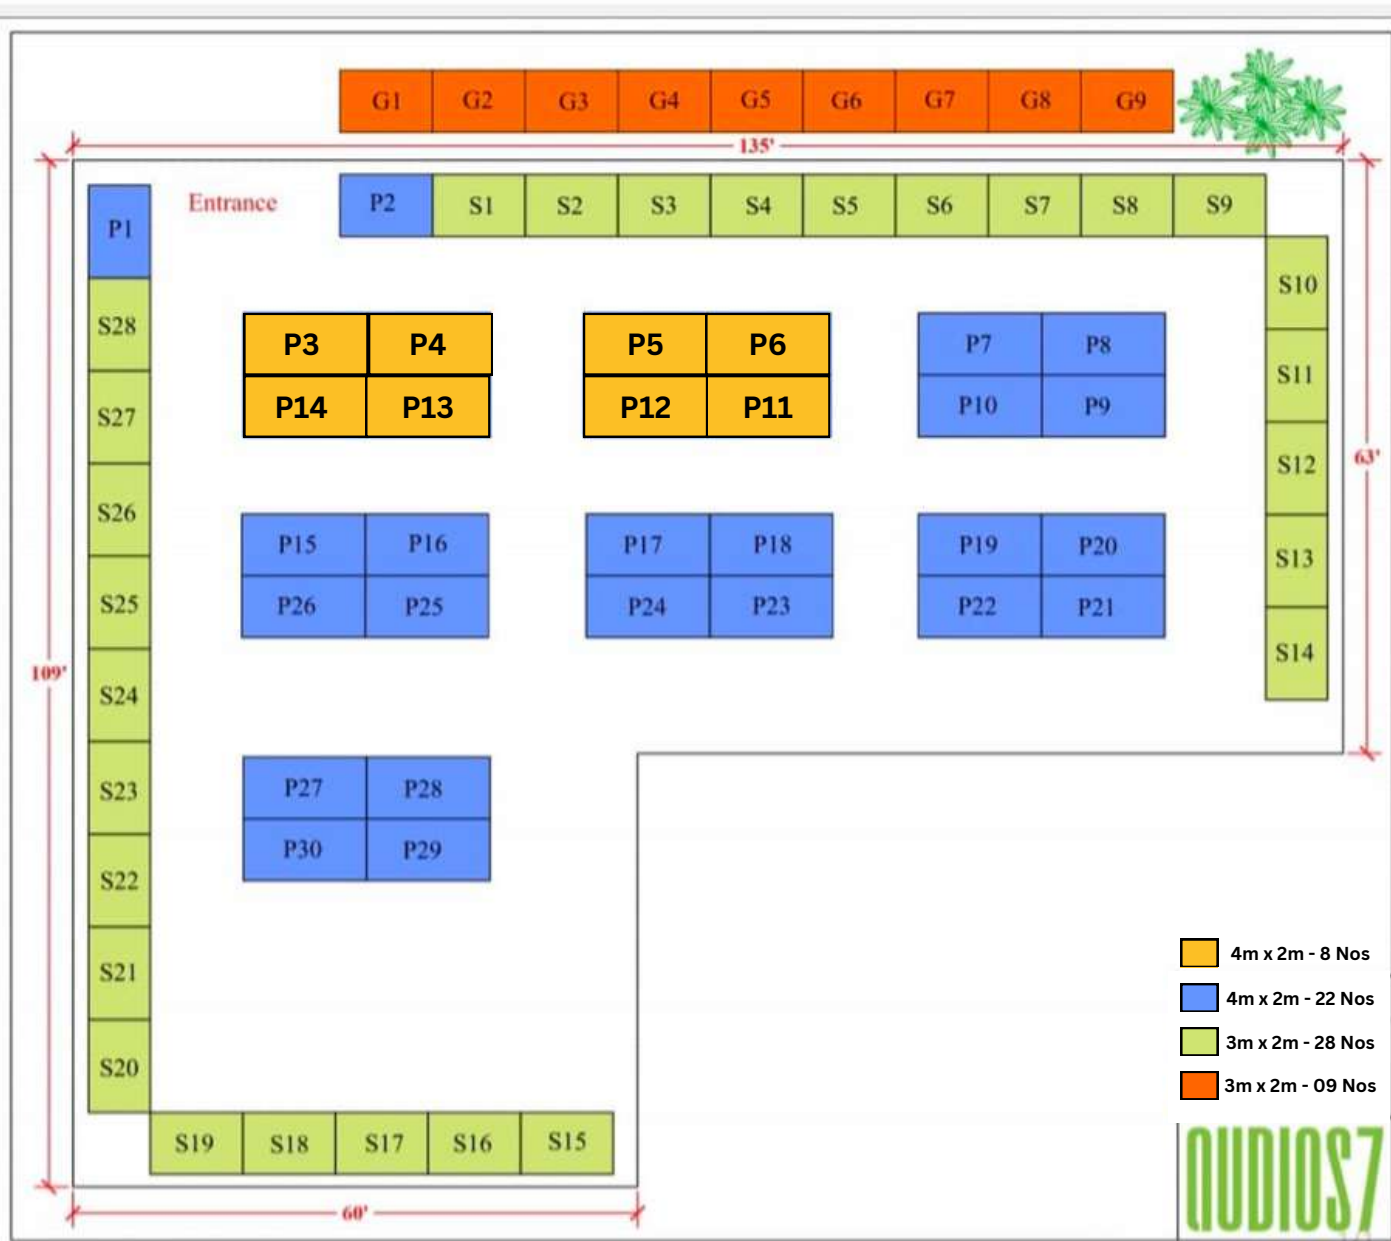 G1 G2 G3 G4 G5 G6 G7 G8 G9
135'
Entrance
P2 S1 S2 S3 S4 S5 S6 S7 S8 S9
P1
S28
S27
S26
S25
S24
S23
S22
S21
S20
S10
S11
S12
S13
S14
P3 P4
P14 P13
P5 P6
P12 P11
P7 P8
P10 P9
63'
P15 P16
P26 P25
P17 P18
P24 P23
P19 P20
P22 P21
109'
P27 P28
P30 P29
S19 S18 S17 S16 S15
60'
4m x 2m - 8 Nos
4m x 2m - 22 Nos
3m x 2m - 28 Nos
3m x 2m - 09 Nos
NUDIOS7